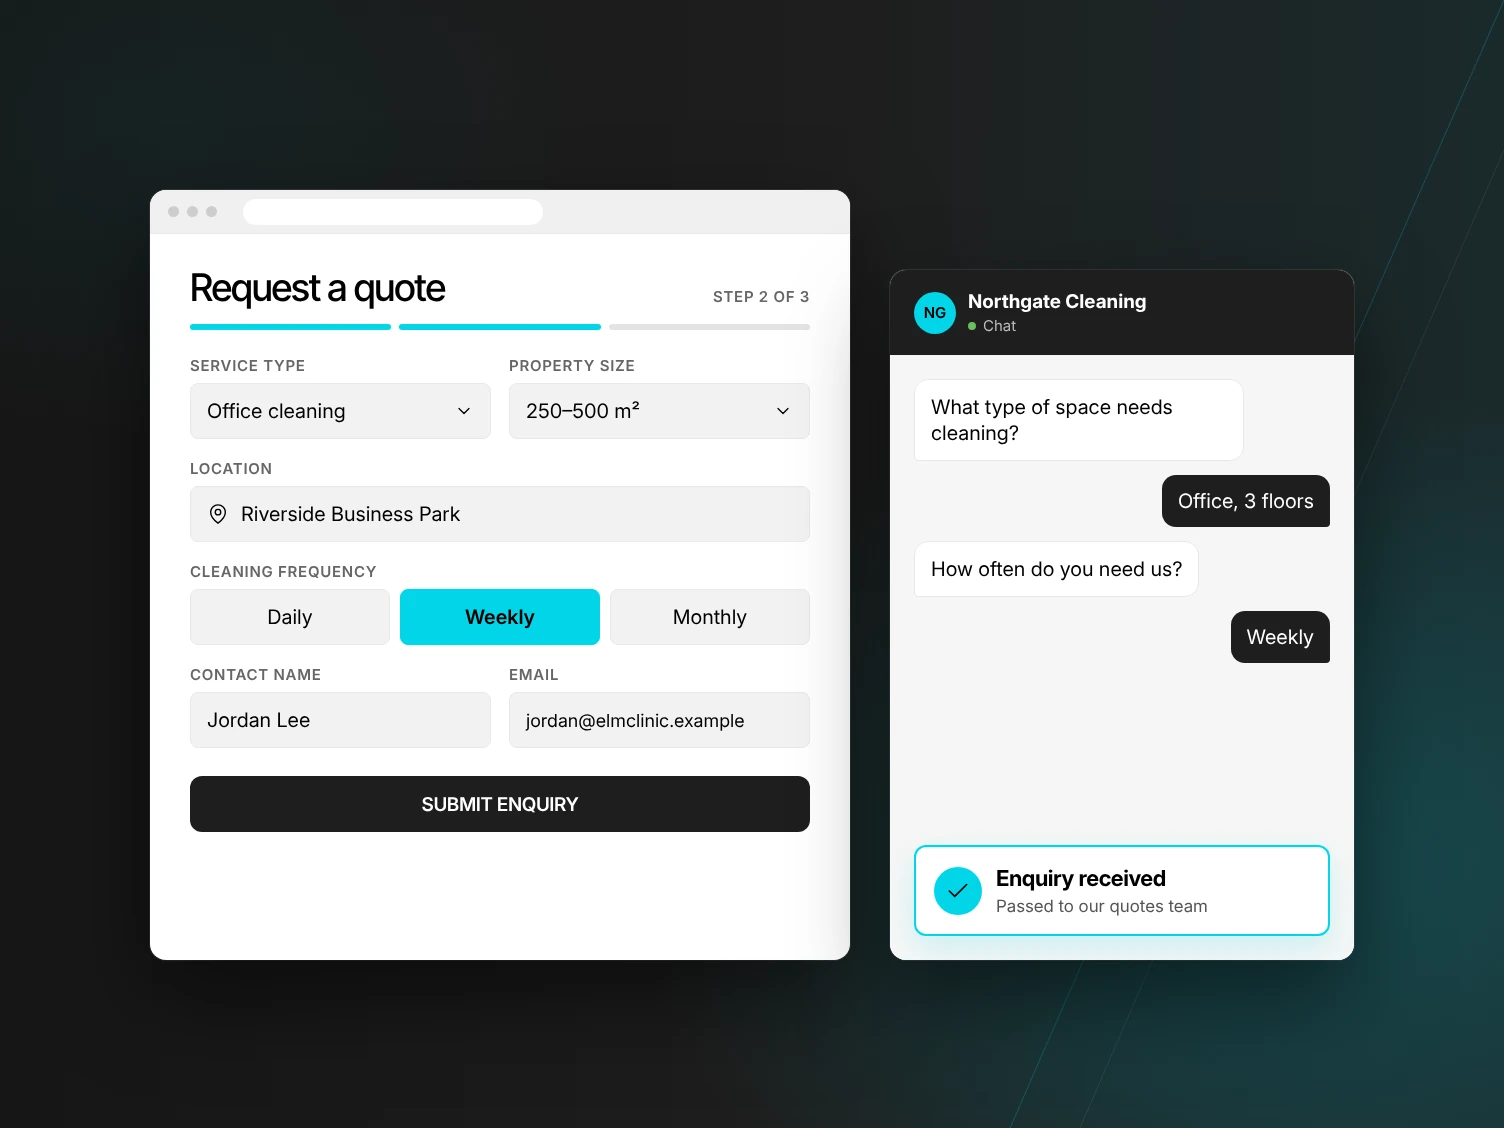 Request a quote
STEP 2 OF 3
SERVICE TYPE
PROPERTY SIZE
Office cleaning
250–500 m²
LOCATION
Riverside Business Park
CLEANING FREQUENCY
Daily
Weekly
Monthly
CONTACT NAME
EMAIL
Jordan Lee
jordan@elmclinic.example
SUBMIT ENQUIRY
NG
Northgate Cleaning
Chat
What type of space needs
cleaning?
Office, 3 floors
How often do you need us?
Weekly
Enquiry received
Passed to our quotes team